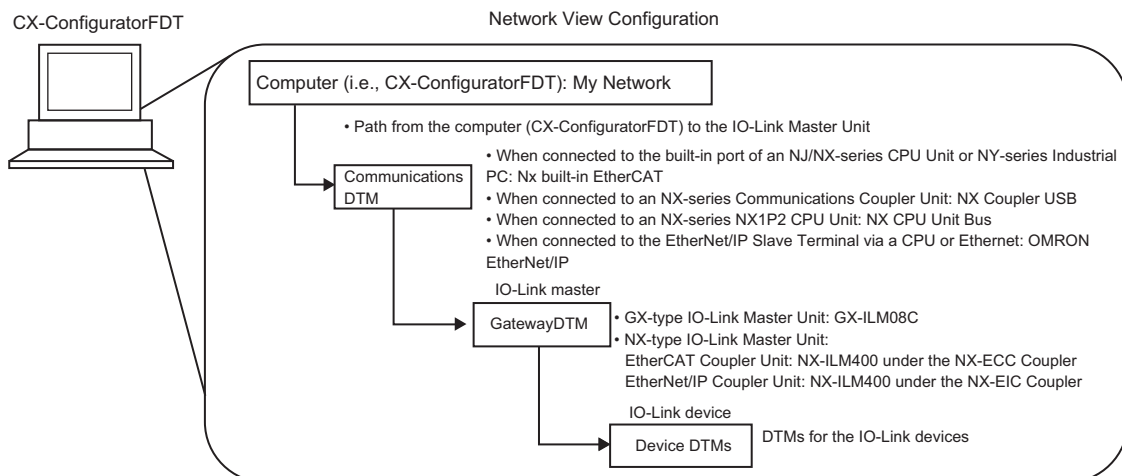 CX-ConfiguratorFDT
Network View Configuration
Computer (i.e., CX-ConfiguratorFDT): My Network
• Path from the computer (CX-ConfiguratorFDT) to the IO-Link Master Unit
Communications
DTM
• When connected to the built-in port of an NJ/NX-series CPU Unit or NY-series Industrial
PC: Nx built-in EtherCAT
• When connected to an NX-series Communications Coupler Unit: NX Coupler USB
• When connected to an NX-series NX1P2 CPU Unit: NX CPU Unit Bus
• When connected to the EtherNet/IP Slave Terminal via a CPU or Ethernet: OMRON
EtherNet/IP
IO-Link master
GatewayDTM
• GX-type IO-Link Master Unit: GX-ILM08C
• NX-type IO-Link Master Unit:
EtherCAT Coupler Unit: NX-ILM400 under the NX-ECC Coupler
EtherNet/IP Coupler Unit: NX-ILM400 under the NX-EIC Coupler
IO-Link device
Device DTMs
DTMs for the IO-Link devices